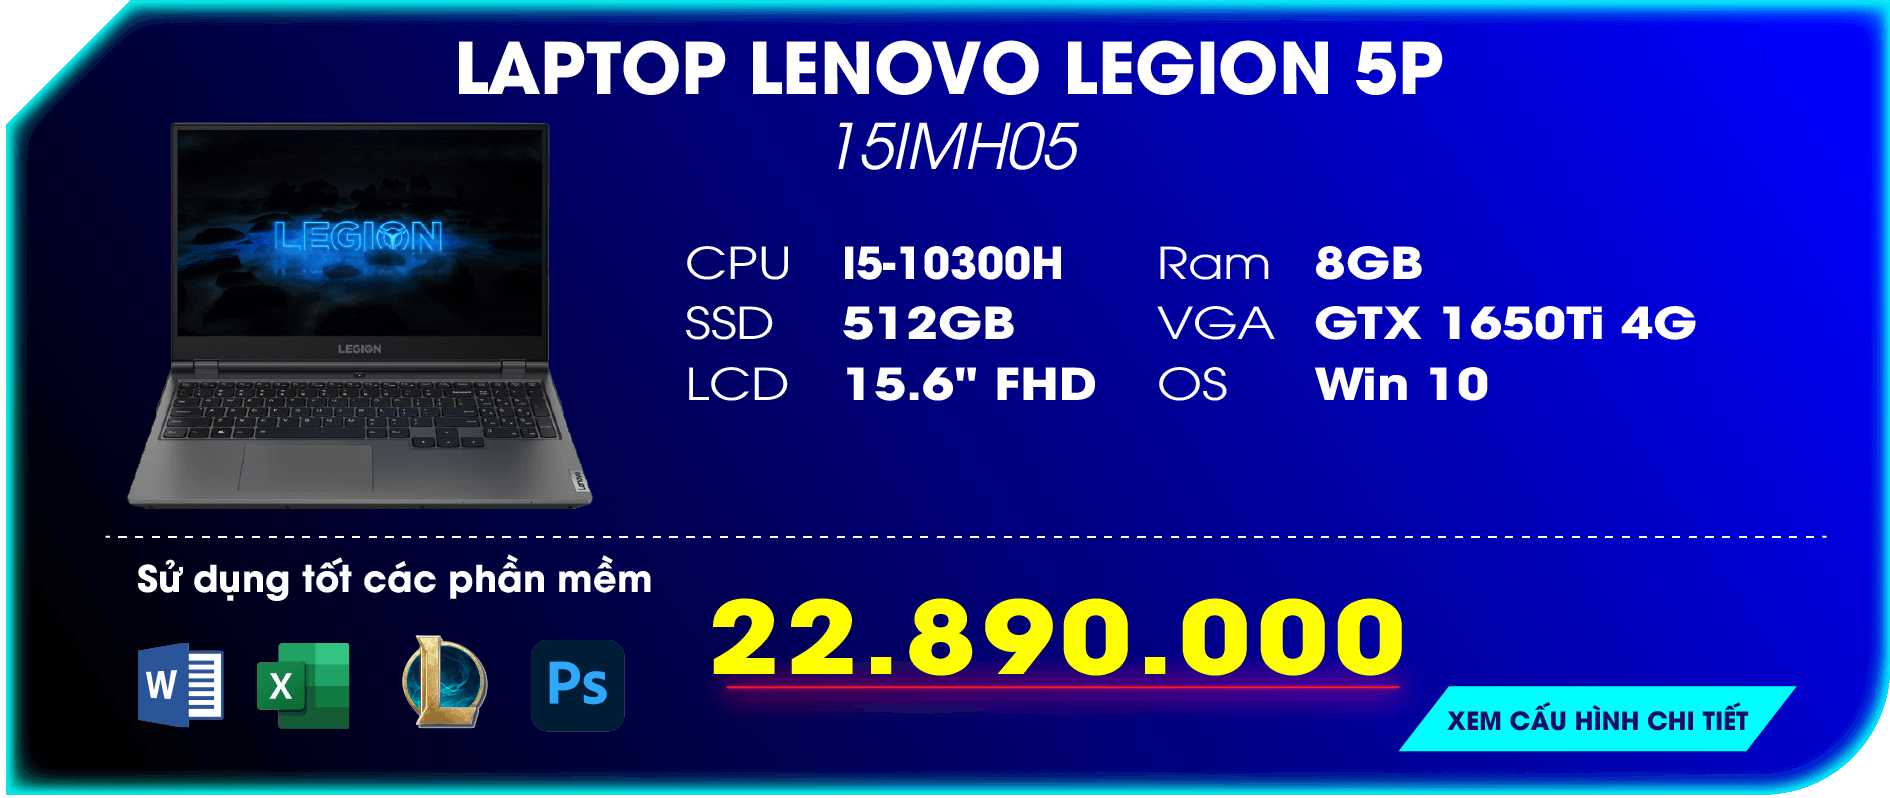 LAPTOP LENOVO LEGION 5P
15IMH05
LEGION
LEGION
Lenovo
CPU I5-10300H Ram 8GB
SSD 512GB VGA GTX 1650Ti 4G
LCD 15.6" FHD OS Win 10
Sử dụng tốt các phần mềm
W X L Ps
22.890.000
XEM CẤU HÌNH CHI TIẾT